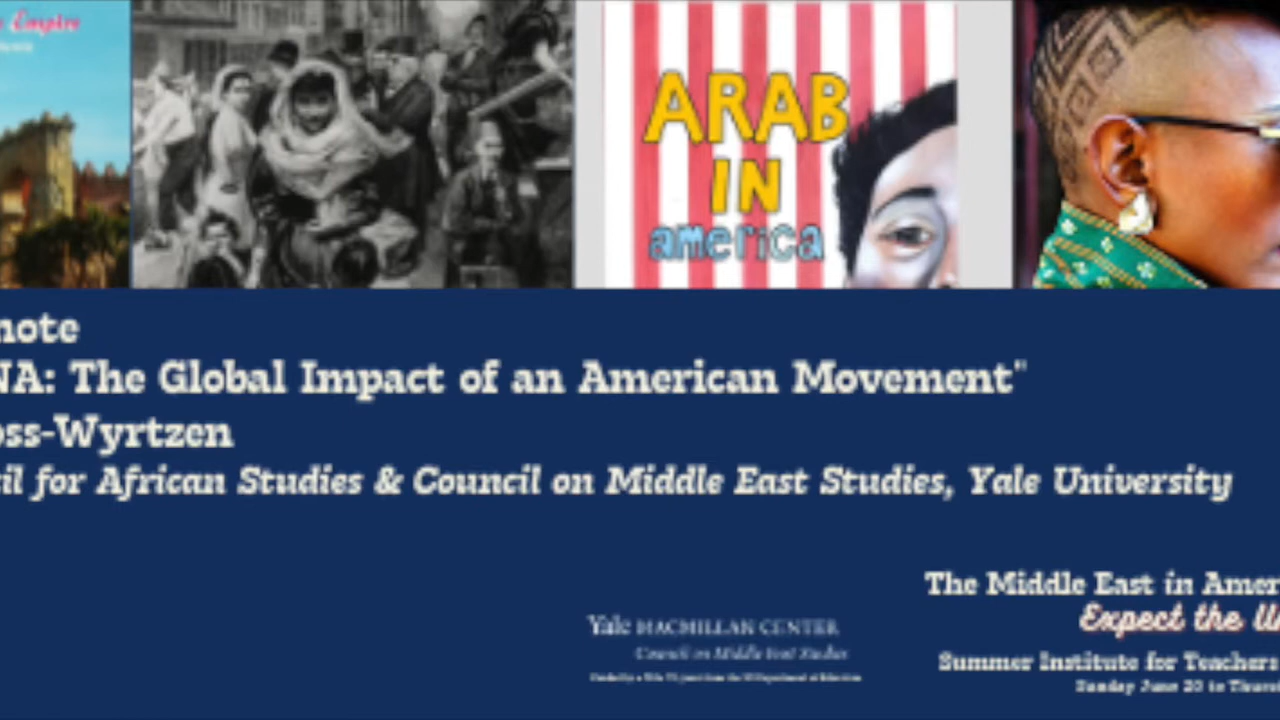 Empire
ARAB
IN
america
note
NA: The Global Impact of an American Movement"
oss-Wyrtzen
cil for African Studies & Council on Middle East Studies, Yale University
The Middle East in Amer
Expect the Un
Yale MACMILLAN CENTER
Council on Middle East Studies
Summer Institute for Teachers
Sunday June 20 to Thurs